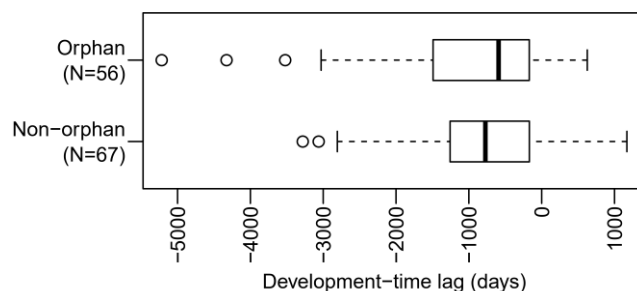 Orphan
(N=56)
Non−orphan
(N=67)
−5000
−4000
−3000
−2000
−1000
0
1000
Development−time lag (days)